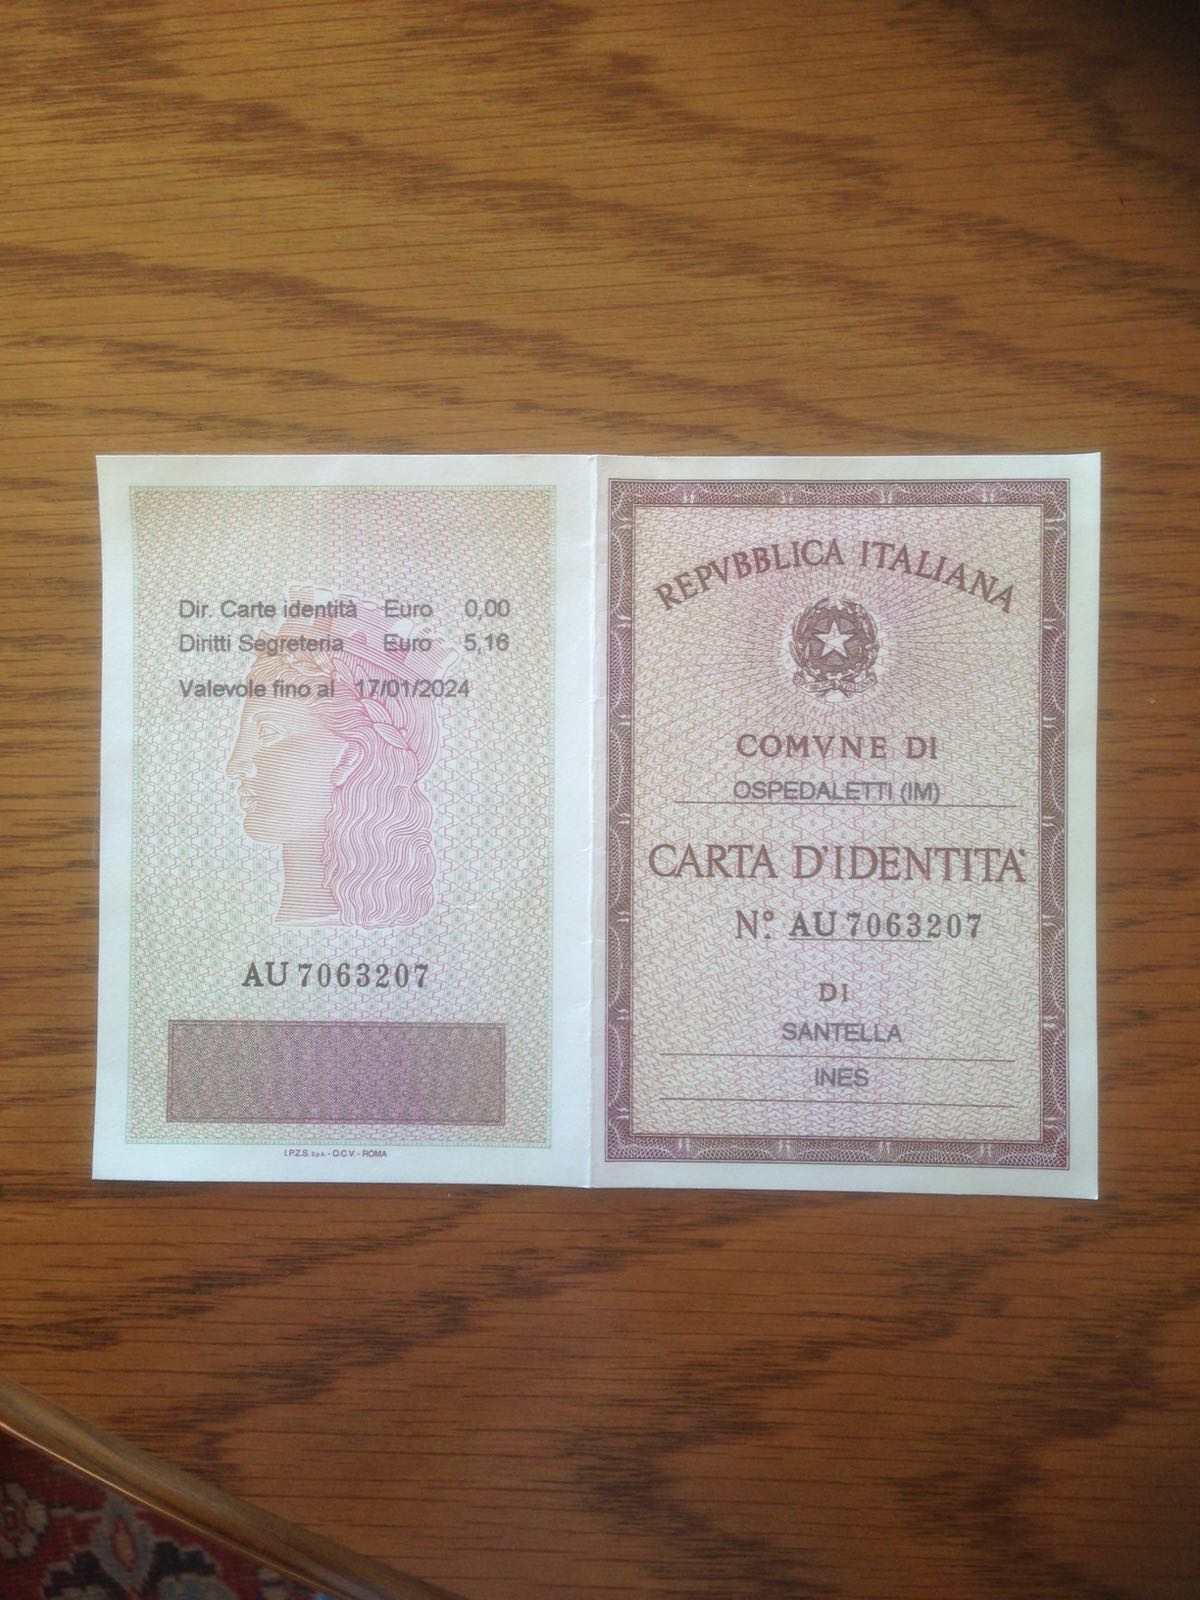 Dir. Carte identità Euro 0,00
Diritti Segreteria Euro 5,16
Valevole fino al 17/01/2024
AU 7063207
I.P.Z.S. S.p.A. - O.C.V. - ROMA
REPVBBLICA ITALIANA
COMVNE DI
OSPEDALETTI (IM)
CARTA D'IDENTITA'
N.º AU 7063207
DI
SANTELLA
INES